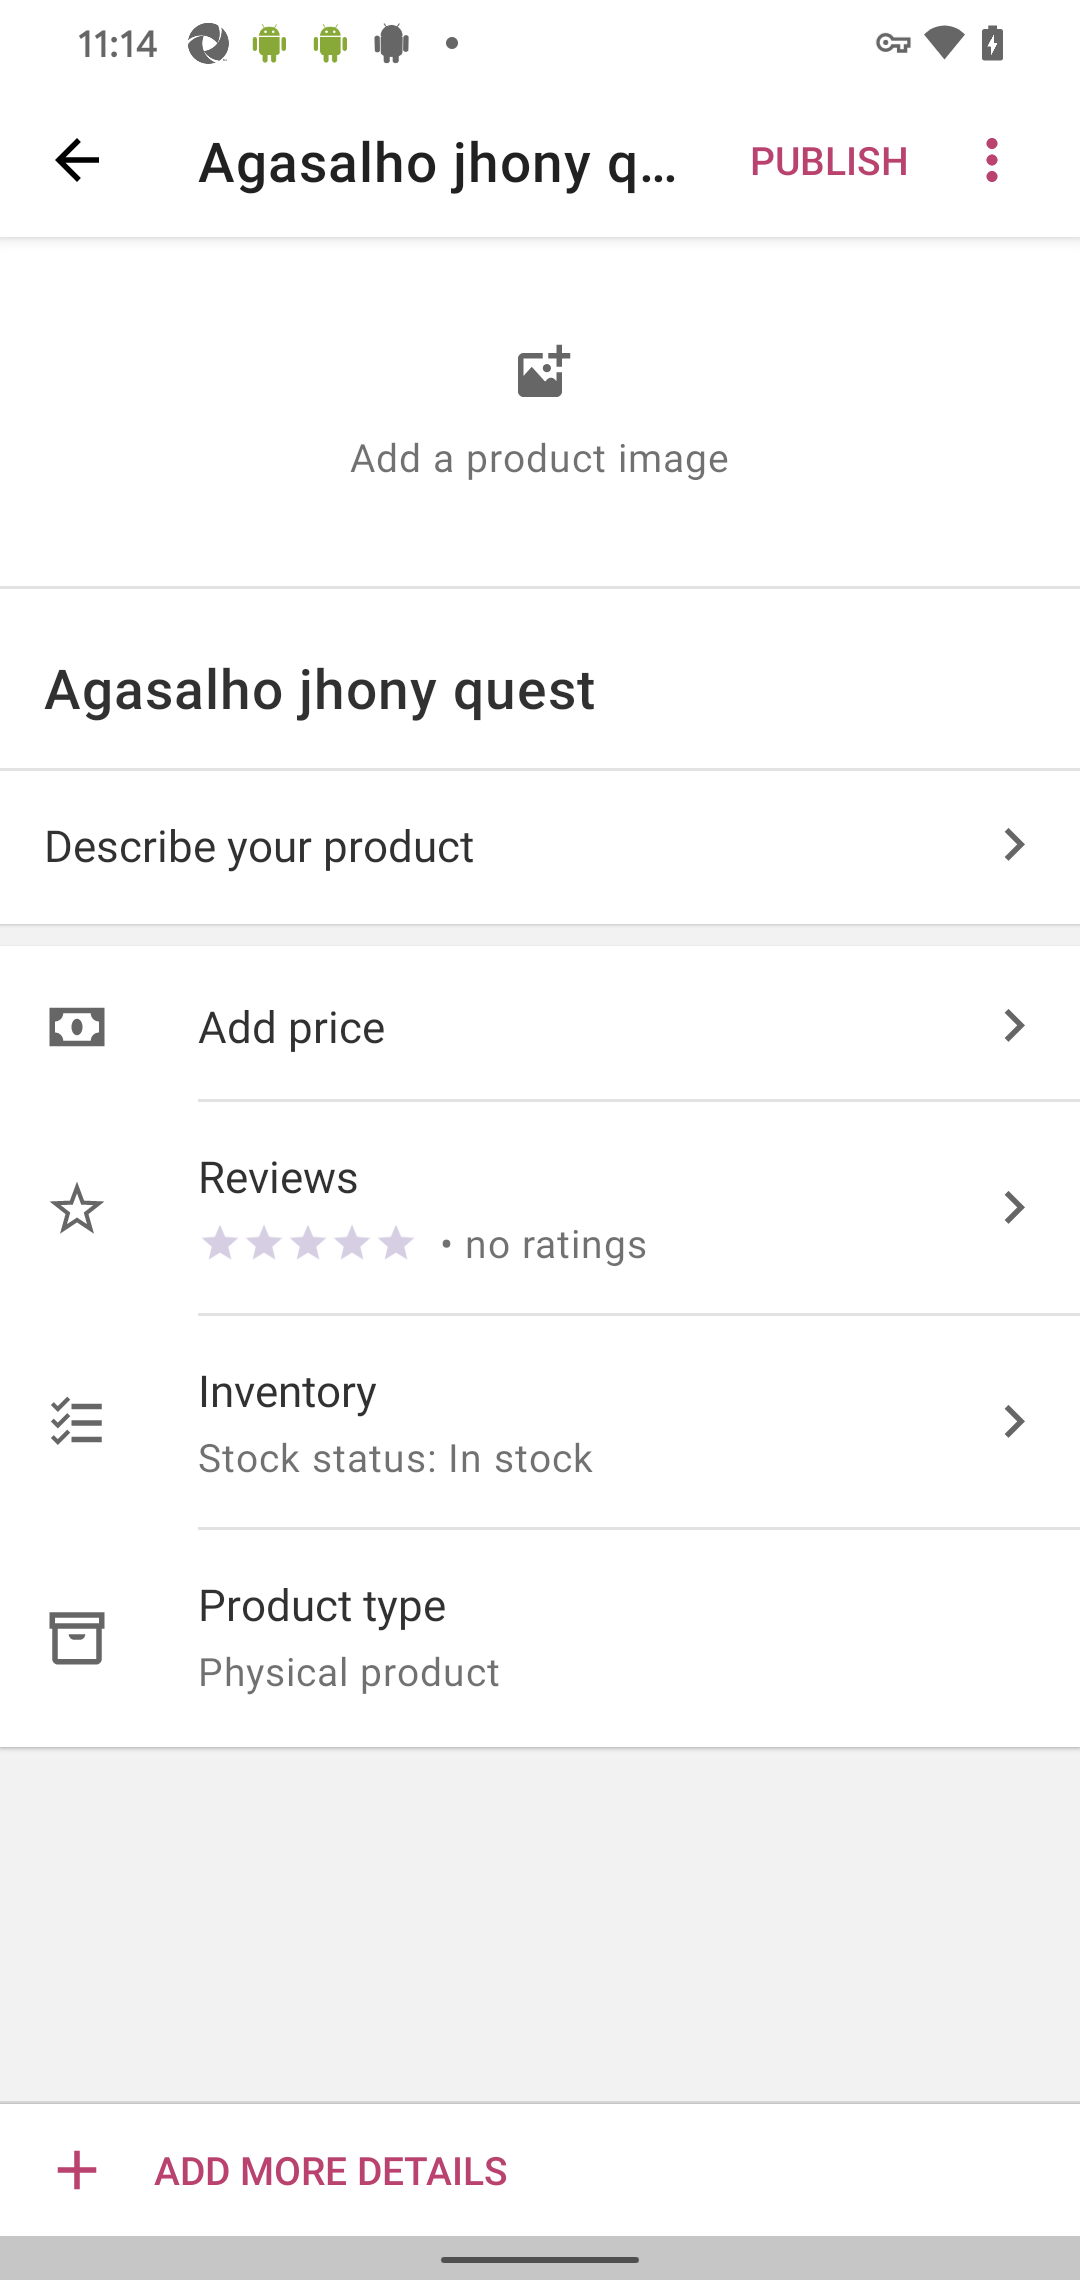 11:14
Agasalho jhony q... PUBLISH
Add a product image
Agasalho jhony quest
Describe your product
Add price
Reviews
• no ratings
Inventory
Stock status: In stock
Product type
Physical product
ADD MORE DETAILS